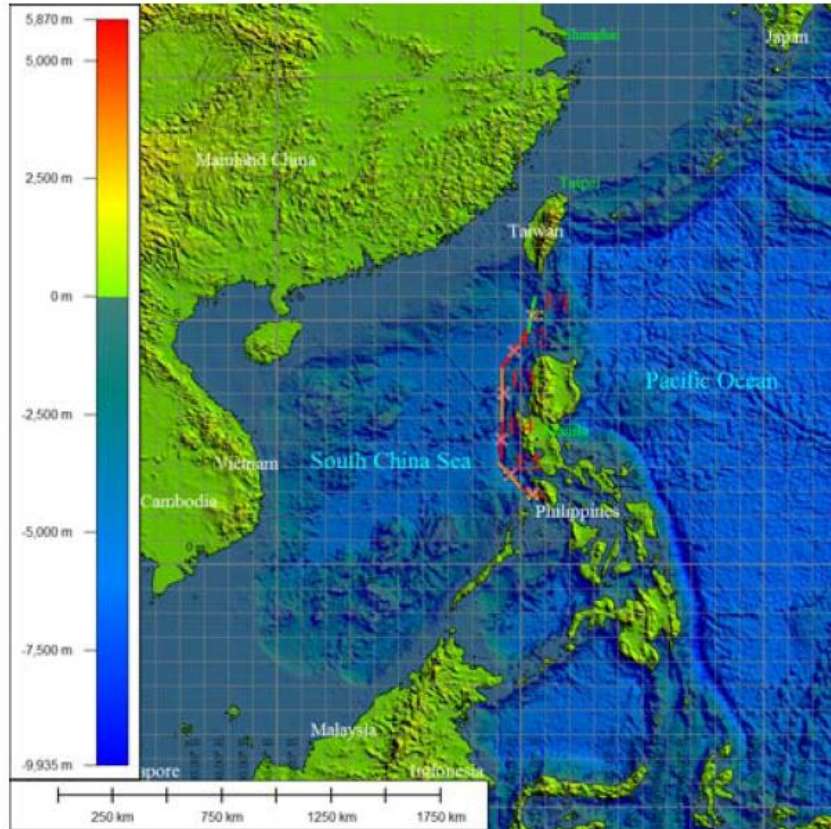 5,870 m
5,000 m
2,500 m
0 m
-2,500 m
-5,000 m
-7,500 m
-9,935 m
Shanghai
Japan
Mainland China
Taipei
Taiwan
Pacific Ocean
South China Sea
Vietnam
Cambodia
Philippines
Malaysia
Indonesia
250 km
750 km
1250 km
1750 km